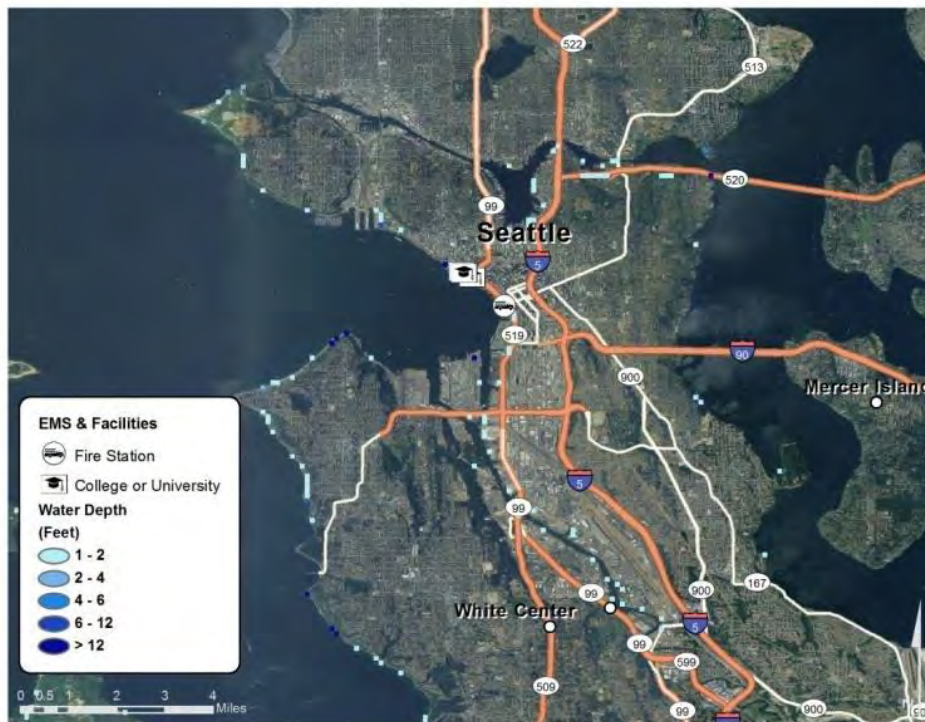 522
513
99
520
Seattle
5
519
90
900
Mercer Island
EMS & Facilities
Fire Station
College or University
Water Depth
(Feet)
1 - 2
2 - 4
4 - 6
6 - 12
> 12
5
99
99
900
167
White Center
5
99
599
509
99
900
0 0.5 1 2 3 4
Miles